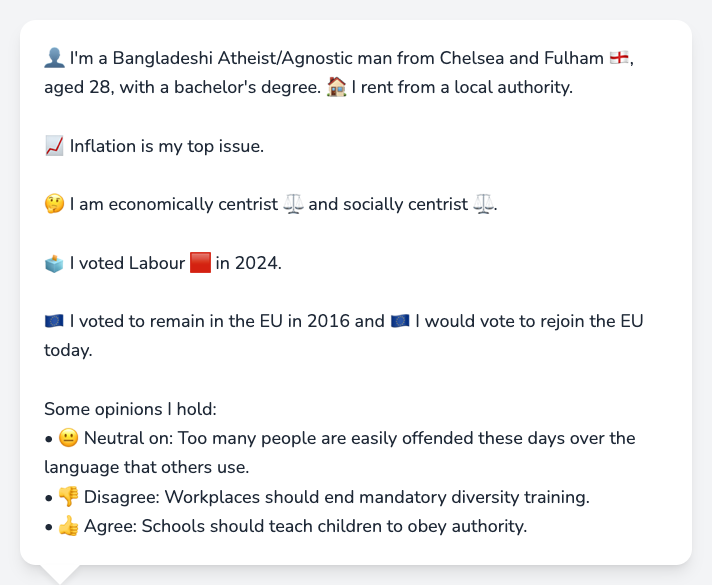 👤 I'm a Bangladeshi Atheist/Agnostic man from Chelsea and Fulham 🏴󠁧󠁢󠁥󠁮󠁧󠁿,
aged 28, with a bachelor's degree. 🏠 I rent from a local authority.
📈 Inflation is my top issue.
🤔 I am economically centrist ⚖️ and socially centrist ⚖️.
🗳️ I voted Labour 🟥 in 2024.
🇪🇺 I voted to remain in the EU in 2016 and 🇪🇺 I would vote to rejoin the EU
today.
Some opinions I hold:
• 😐 Neutral on: Too many people are easily offended these days over the
language that others use.
• 👎 Disagree: Workplaces should end mandatory diversity training.
• 👍 Agree: Schools should teach children to obey authority.